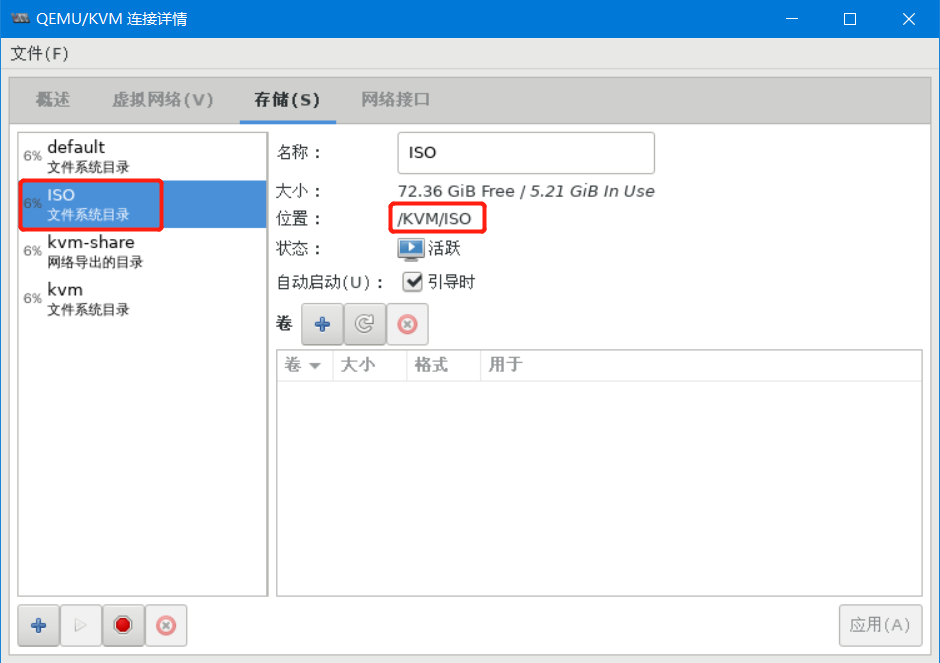 QEMU/KVM 连接详情
文件(F)
概述 虚拟网络(V) 存储(S) 网络接口
6% default
文件系统目录
6% ISO
文件系统目录
6% kvm-share
网络导出的目录
6% kvm
文件系统目录
名称： ISO
大小： 72.36 GiB Free / 5.21 GiB In Use
位置： /KVM/ISO
状态： 活跃
自动启动(U)： 引导时
卷
卷 大小 格式 用于
应用(A)